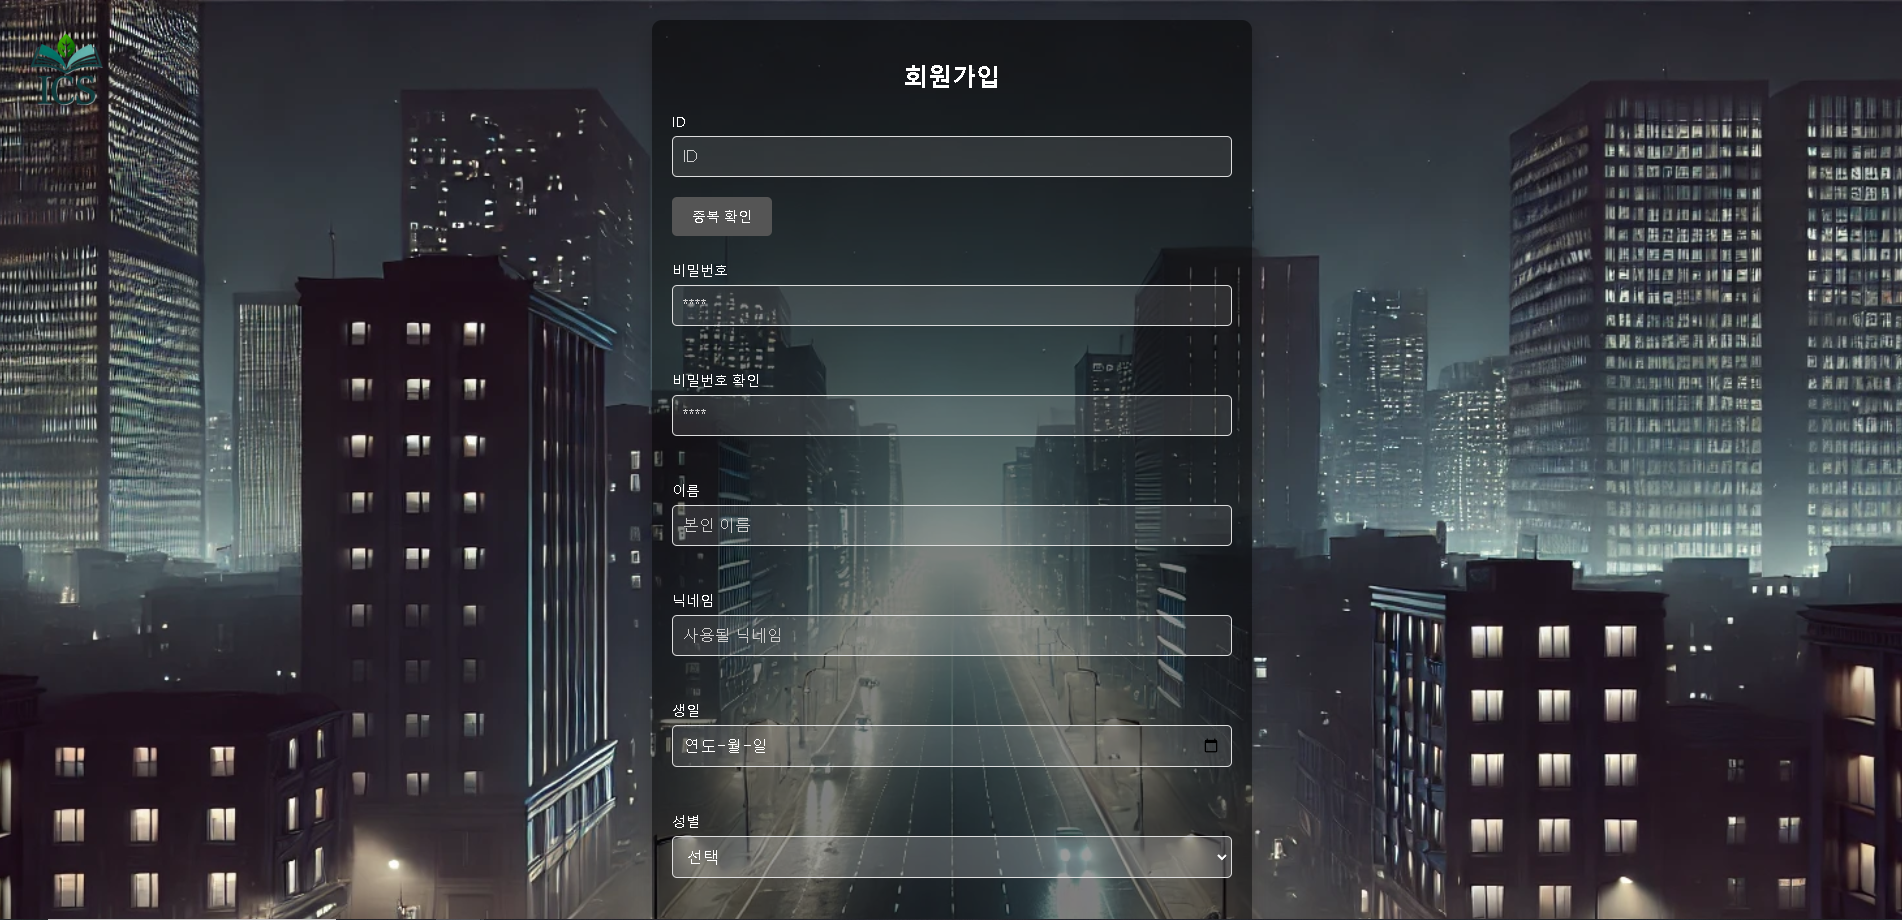 ICS
회원가입
ID
ID
중복 확인
비밀번호
****
비밀번호 확인
****
이름
본인 이름
닉네임
사용될 닉네임
생일
연도-월-일
성별
선택